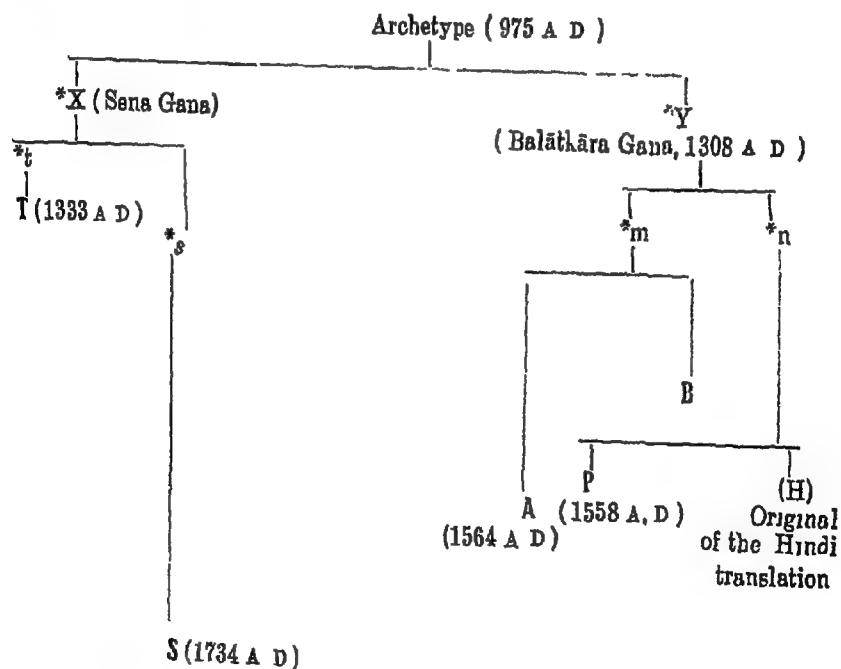 Archetype ( 975 A D )
*X ( Sena Gana)
*Y
( Balātkāra Gana, 1308 A D )
*t
T (1333 A D)
*s
*m
*n
B
A
(1564 A D)
P
(1558 A, D)
(H)
Original
of the Hindi
translation
S (1734 A D)